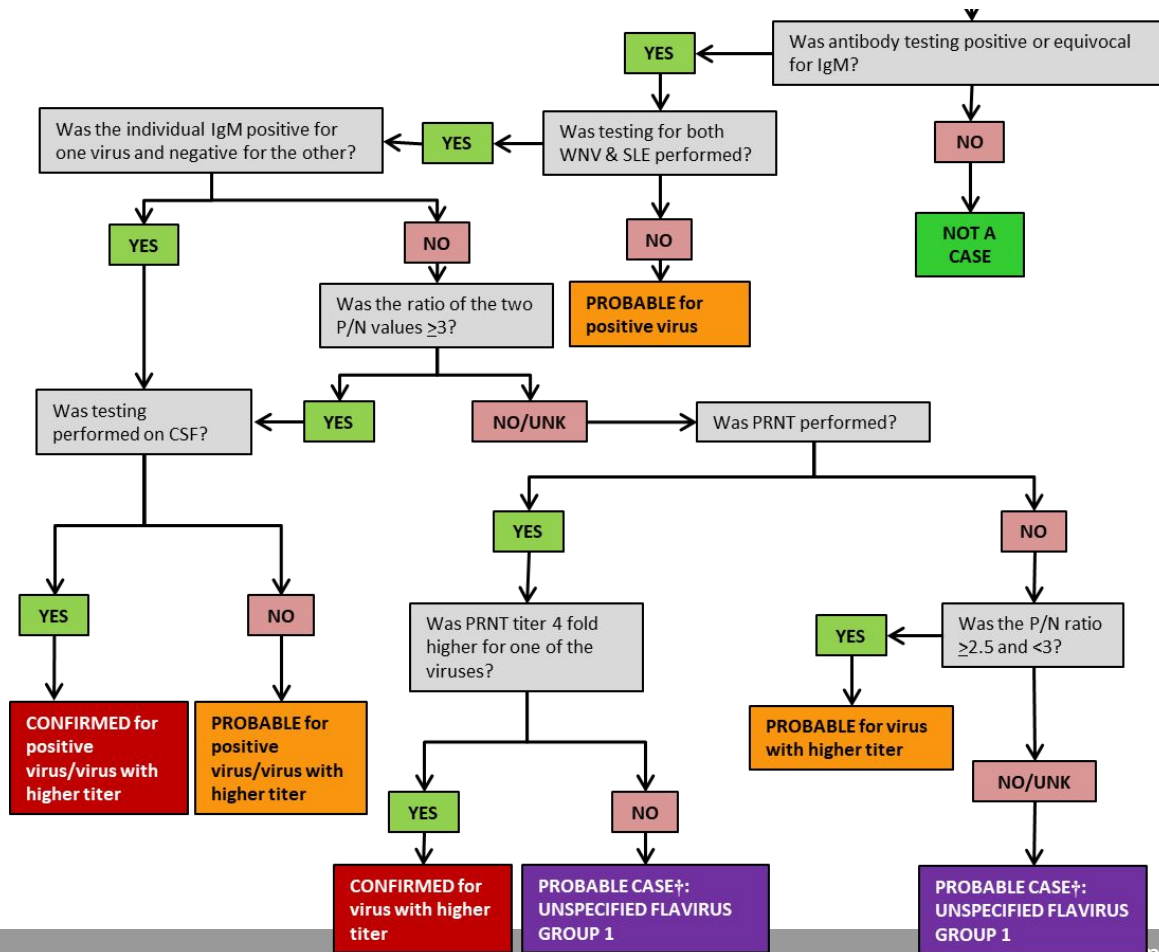 Was antibody testing positive or equivocal
for IgM?
YES
NO
NOT A
CASE
Was testing for both
WNV & SLE performed?
YES
NO
PROBABLE for
positive virus
Was the individual IgM positive for
one virus and negative for the other?
YES
NO
Was the ratio of the two
P/N values ≥3?
YES
NO/UNK
Was testing
performed on CSF?
YES
NO
CONFIRMED for
positive
virus/virus with
higher titer
PROBABLE for
positive
virus/virus with
higher titer
Was PRNT performed?
YES
NO
Was PRNT titer 4 fold
higher for one of the
viruses?
YES
NO
CONFIRMED for
virus with higher
titer
PROBABLE CASE†:
UNSPECIFIED FLAVIRUS
GROUP 1
Was the P/N ratio
≥2.5 and <3?
YES
PROBABLE for virus
with higher titer
NO/UNK
PROBABLE CASE†:
UNSPECIFIED FLAVIRUS
GROUP 1